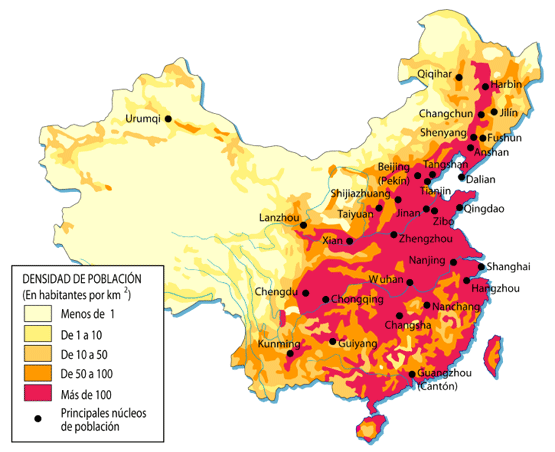 Qiqihar
Harbin
Urumqi
Changchun
Jilín
Shenyang
Fushun
Anshan
Beijing
(Pekín)
Tangshan
Dalian
Tianjin
Shijiazhuang
Taiyuan
Jinan
Zibo
Qingdao
Lanzhou
Xian
Zhengzhou
Nanjing
Shanghai
Wuhan
Hangzhou
Chengdu
Chongqing
Nanchang
Changsha
Kunming
Guiyang
Guangzhou
(Cantón)
DENSIDAD DE POBLACIÓN
(En habitantes por km 2)
Menos de 1
De 1 a 10
De 10 a 50
De 50 a 100
Más de 100
Principales núcleos
de población